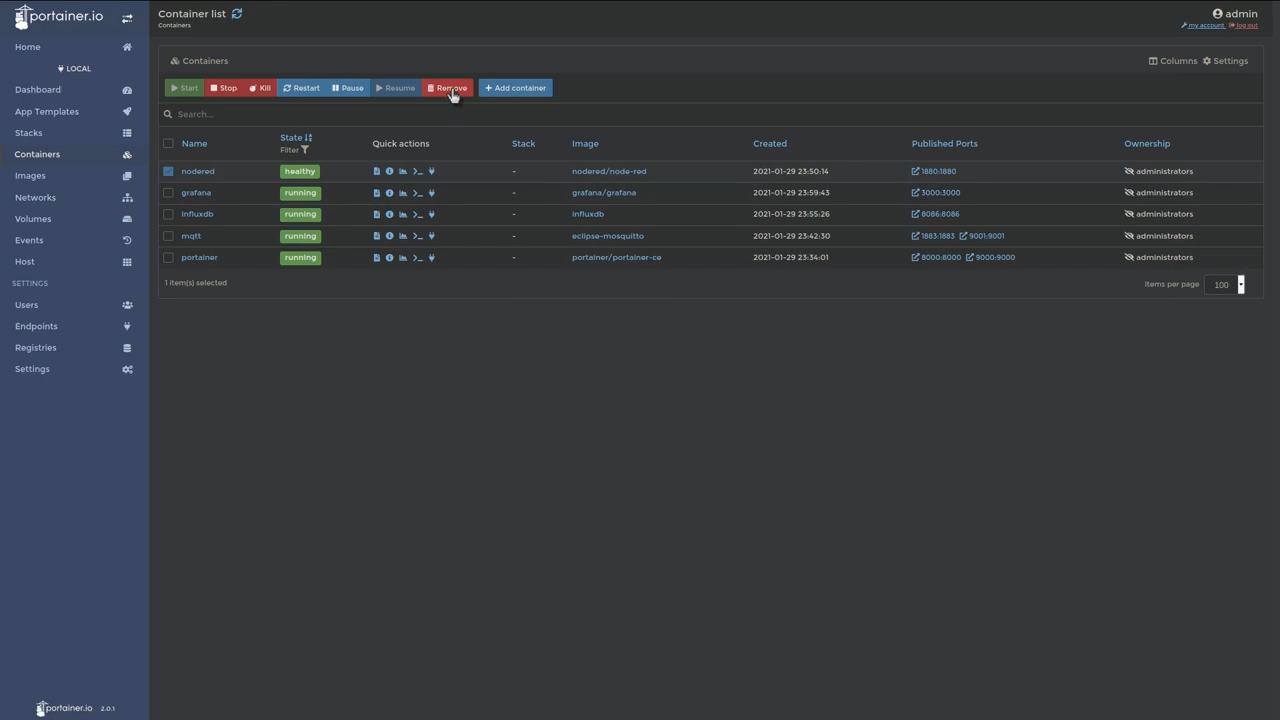 portainer.io
Home
LOCAL
Dashboard
App Templates
Stacks
Containers
Images
Networks
Volumes
Events
Host
SETTINGS
Users
Endpoints
Registries
Settings
portainer.io 2.0.1
Container list
Containers
admin
my account log out
Containers
Columns Settings
Start Stop Kill Restart Pause Resume Remove Add container
Search...
Name State Filter Quick actions Stack Image Created Published Ports Ownership
nodered healthy - nodered/node-red 2021-01-29 23:50:14 1880:1880 administrators
grafana running - grafana/grafana 2021-01-29 23:59:43 3000:3000 administrators
influxdb running - influxdb 2021-01-29 23:55:26 8086:8086 administrators
mqtt running - eclipse-mosquitto 2021-01-29 23:42:30 1883:1883 9001:9001 administrators
portainer running - portainer/portainer-ce 2021-01-29 23:34:01 8000:8000 9000:9000 administrators
1 item(s) selected
Items per page 100